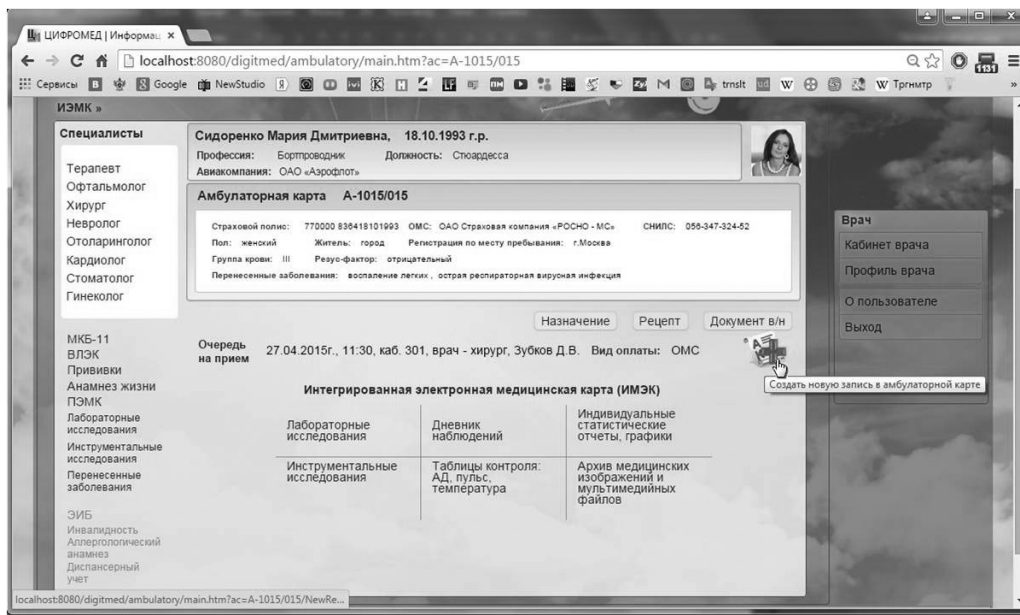 ЦИФРОМЕД | Информац ×
localhost:8080/digitmed/ambulatory/main.htm?ac=A-1015/015
1131
Сервисы
Google
NewStudio
trnslt
Тргнмтр
»
ИЭМК »
Специалисты
Терапевт
Офтальмолог
Хирург
Невролог
Отоларинголог
Кардиолог
Стоматолог
Гинеколог
МКБ-11
ВЛЭК
Прививки
Анамнез жизни
ПЭМК
Лабораторные
исследования
Инструментальные
исследования
Перенесенные
заболевания
ЭИБ
Инвалидность
Аллергологический
анамнез
Диспансерный
учет
Сидоренко Мария Дмитриевна, 18.10.1993 г.р.
Профессия: Бортпроводник Должность: Стюардесса
Авиакомпания: ОАО «Аэрофлот»
Амбулаторная карта А-1015/015
Страховой полис: 770000 836418101993 ОМС: ОАО Страховая компания «РОСНО - МС» СНИЛС: 056-347-324-52
Пол: женский Житель: город Регистрация по месту пребывания: г.Москва
Группа крови: III Резус-фактор: отрицательный
Перенесенные заболевания: воспаление легких , острая респираторная вирусная инфекция
Назначение Рецепт Документ в/н
Очередь
на прием 27.04.2015г., 11:30, каб. 301, врач - хирург, Зубков Д.В. Вид оплаты: ОМС
Создать новую запись в амбулаторной карте
Интегрированная электронная медицинская карта (ИМЭК)
Лабораторные
исследования
Дневник
наблюдений
Индивидуальные
статистические
отчеты, графики
Инструментальные
исследования
Таблицы контроля:
АД, пульс,
температура
Архив медицинских
изображений и
мультимедийных
файлов
Врач
Кабинет врача
Профиль врача
О пользователе
Выход
localhost:8080/digitmed/ambulatory/main.htm?ac=A-1015/015/NewRe...